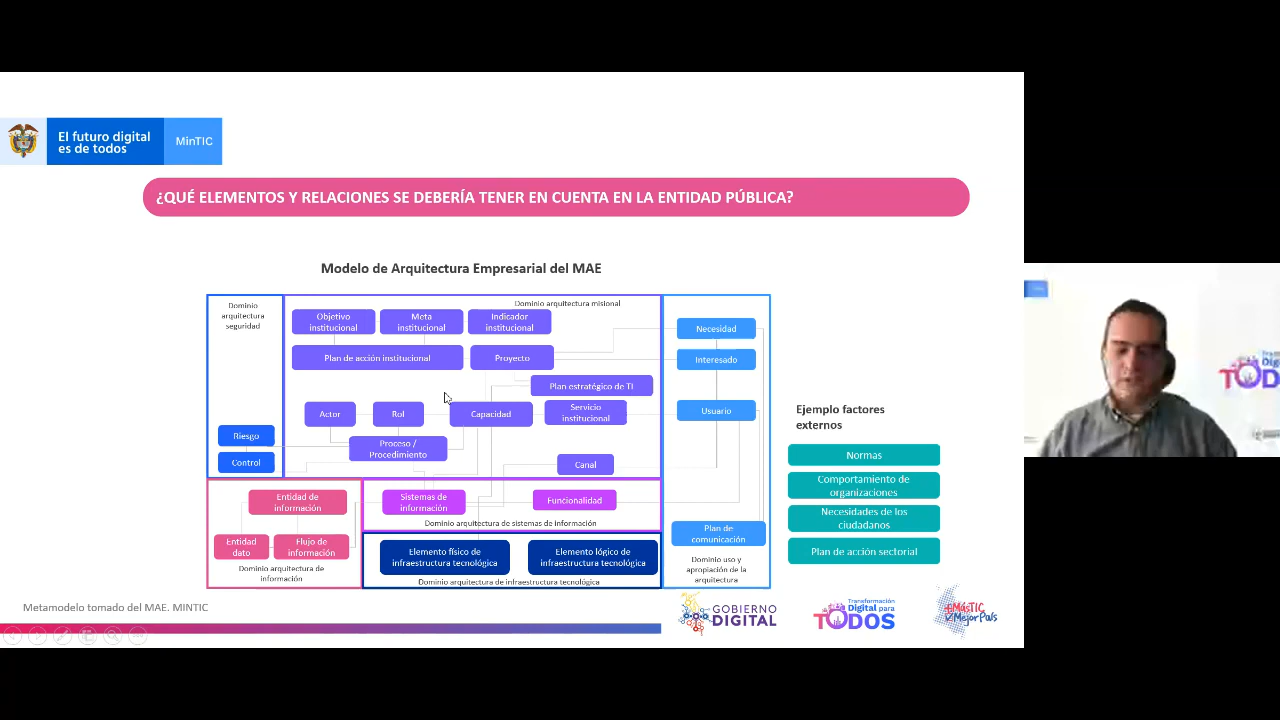 El futuro digital
es de todos
MinTIC
¿QUÉ ELEMENTOS Y RELACIONES SE DEBERÍA TENER EN CUENTA EN LA ENTIDAD PÚBLICA?
Modelo de Arquitectura Empresarial del MAE
Dominio
arquitectura
seguridad
Riesgo
Control
Dominio arquitectura misional
Objetivo
institucional
Meta
institucional
Indicador
institucional
Plan de acción institucional
Proyecto
Plan estratégico de TI
Actor
Rol
Capacidad
Servicio
institucional
Proceso /
Procedimiento
Canal
Necesidad
Interesado
Usuario
Plan de
comunicación
Dominio uso y
apropiación de la
arquitectura
Entidad de
información
Entidad
dato
Flujo de
información
Dominio arquitectura de
información
Sistemas de
información
Funcionalidad
Dominio arquitectura de sistemas de información
Elemento físico de
infraestructura tecnológica
Elemento lógico de
infraestructura tecnológica
Dominio arquitectura de infraestructura tecnológica
Ejemplo factores
externos
Normas
Comportamiento de
organizaciones
Necesidades de los
ciudadanos
Plan de acción sectorial
Metamodelo tomado del MAE. MINTIC
GOBIERNO
DIGITAL
Transformación
Digital para
TODOS
+MásTIC
+MejorPaís